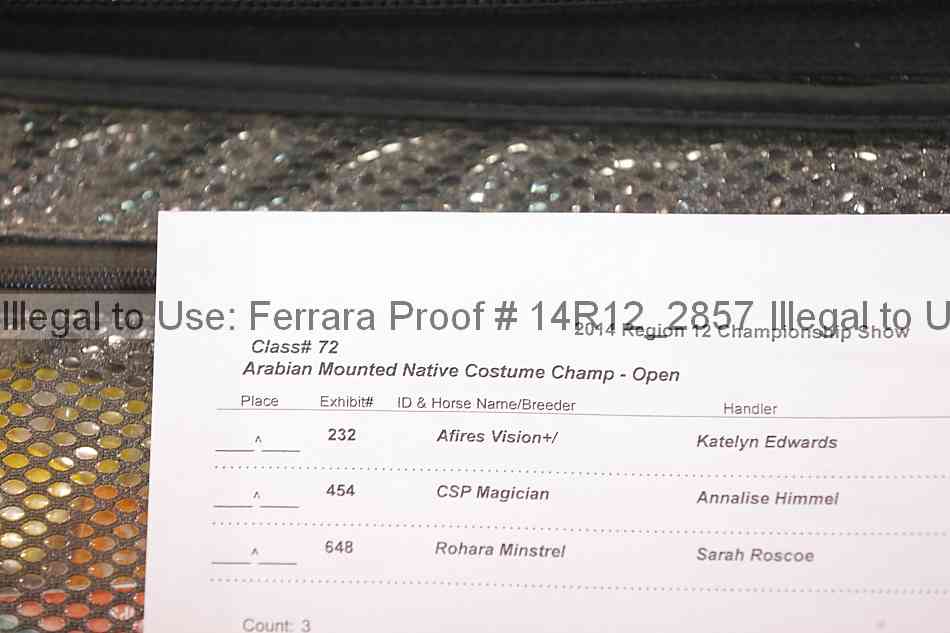 Illegal to Use: Ferrara Proof # 14R12_2857 Illegal to U
2014 Region 12 Championship Show
Class# 72
Arabian Mounted Native Costume Champ - Open
Place Exhibit# ID & Horse Name/Breeder Handler
^ 232 Afires Vision+/ Katelyn Edwards
^ 454 CSP Magician Annalise Himmel
^ 648 Rohara Minstrel Sarah Roscoe
Count: 3